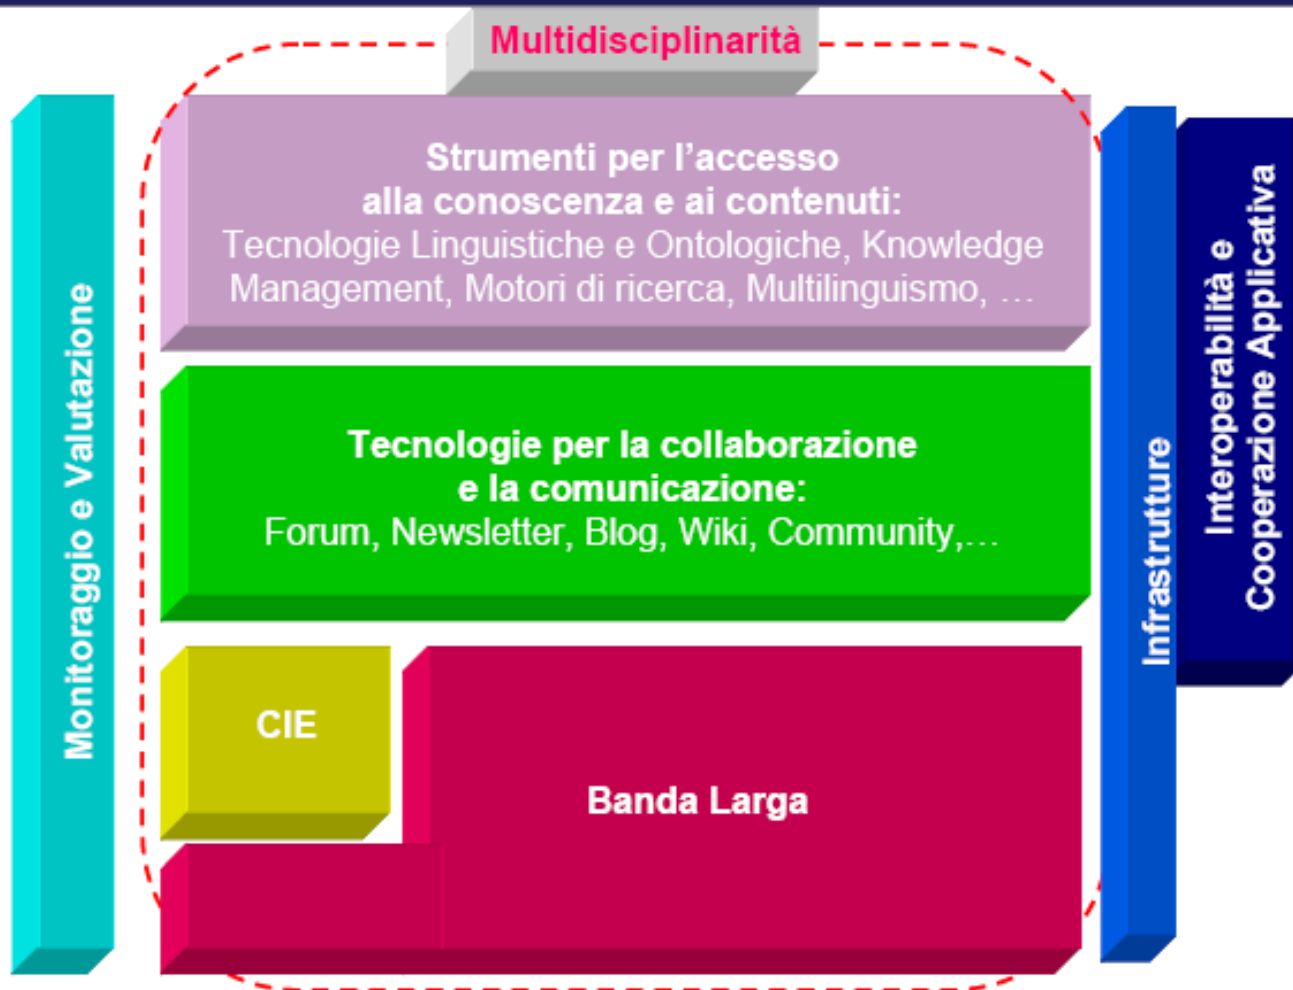 Multidisciplinarità
Monitoraggio e Valutazione
Strumenti per l’accesso
alla conoscenza e ai contenuti:
Tecnologie Linguistiche e Ontologiche, Knowledge
Management, Motori di ricerca, Multilinguismo, …
Tecnologie per la collaborazione
e la comunicazione:
Forum, Newsletter, Blog, Wiki, Community,…
CIE
Banda Larga
Infrastrutture
Interoperabilità e
Cooperazione Applicativa